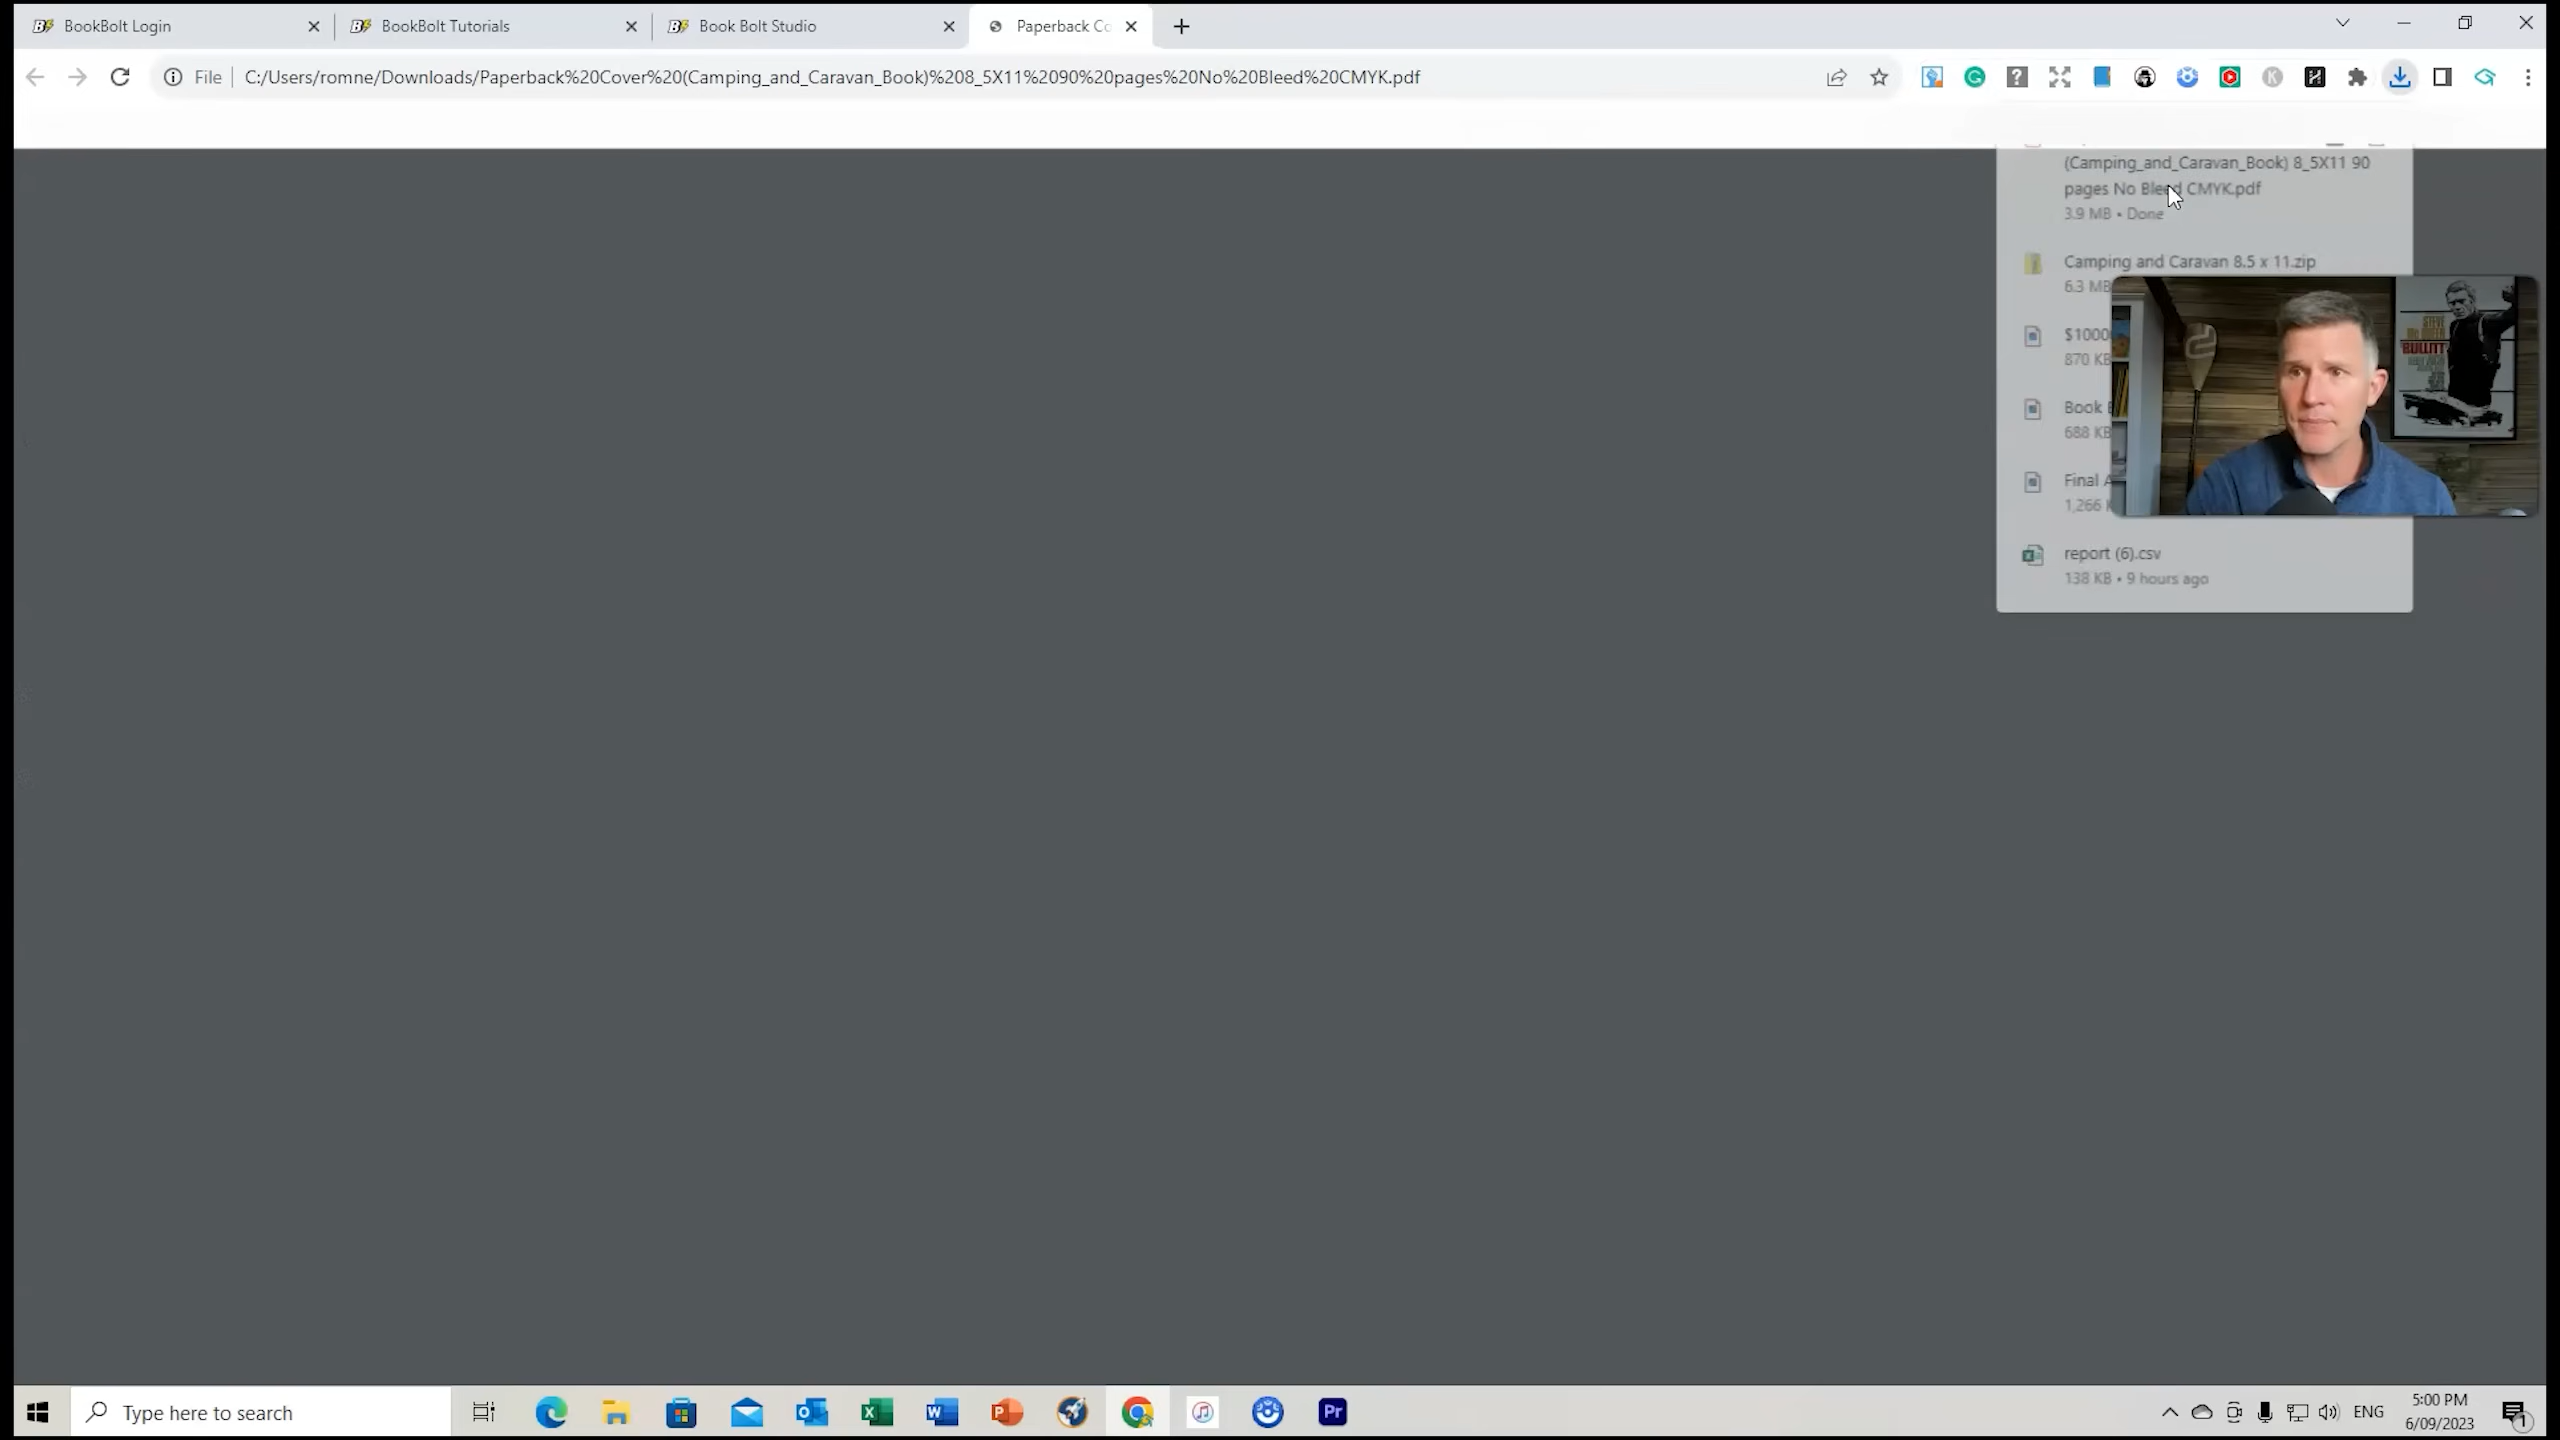 BookBolt Login
BookBolt Tutorials
Book Bolt Studio
Paperback Co
File
C:/Users/romne/Downloads/Paperback%20Cover%20(Camping_and_Caravan_Book)%208_5X11%2090%20pages%20No%20Bleed%20CMYK.pdf
(Camping_and_Caravan_Book) 8_5X11 90
pages No Bleed CMYK.pdf
3.9 MB • Done
Camping and Caravan 8.5 x 11.zip
6.3 MB
$1000
870 KB
Book
688 KB
Final A
1,266
BULLITT
report (6).csv
138 KB • 9 hours ago
Type here to search
Pr
ENG
5:00 PM
6/09/2023
1